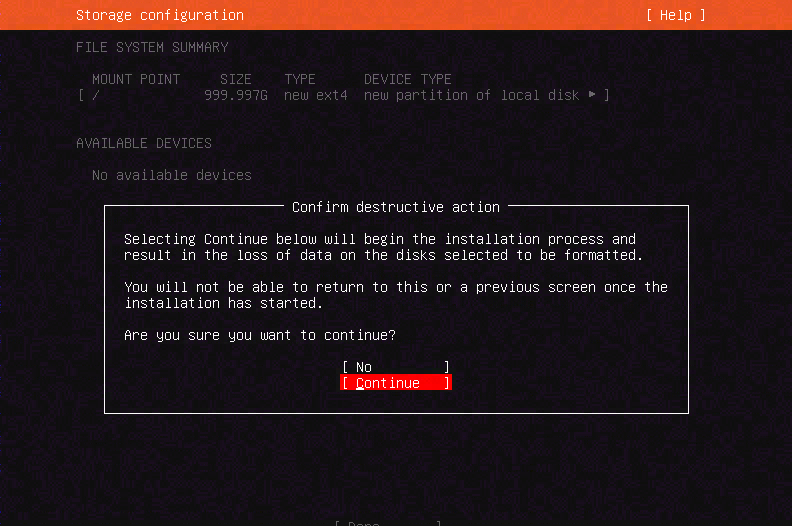 Storage configuration [ Help ]
FILE SYSTEM SUMMARY
MOUNT POINT SIZE TYPE DEVICE TYPE
[ / 999.997G new ext4 new partition of local disk ▸ ]
AVAILABLE DEVICES
No available devices
Confirm destructive action
Selecting Continue below will begin the installation process and
result in the loss of data on the disks selected to be formatted.
You will not be able to return to this or a previous screen once the
installation has started.
Are you sure you want to continue?
[ No ]
[ Continue ]
[ Done ]